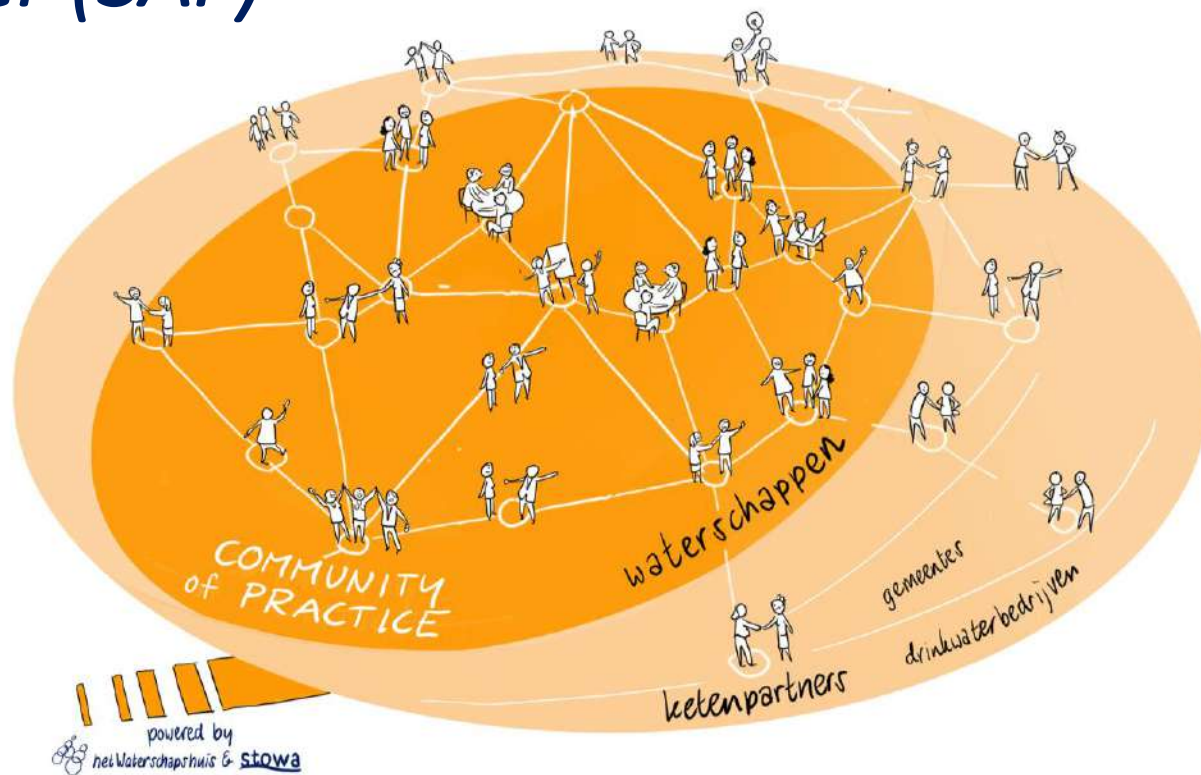 COMMUNITY
of PRACTICE
waterschappen
gemeentes
drinkwaterbedrijven
ketenpartners
powered by
het Waterschapshuis & stowa